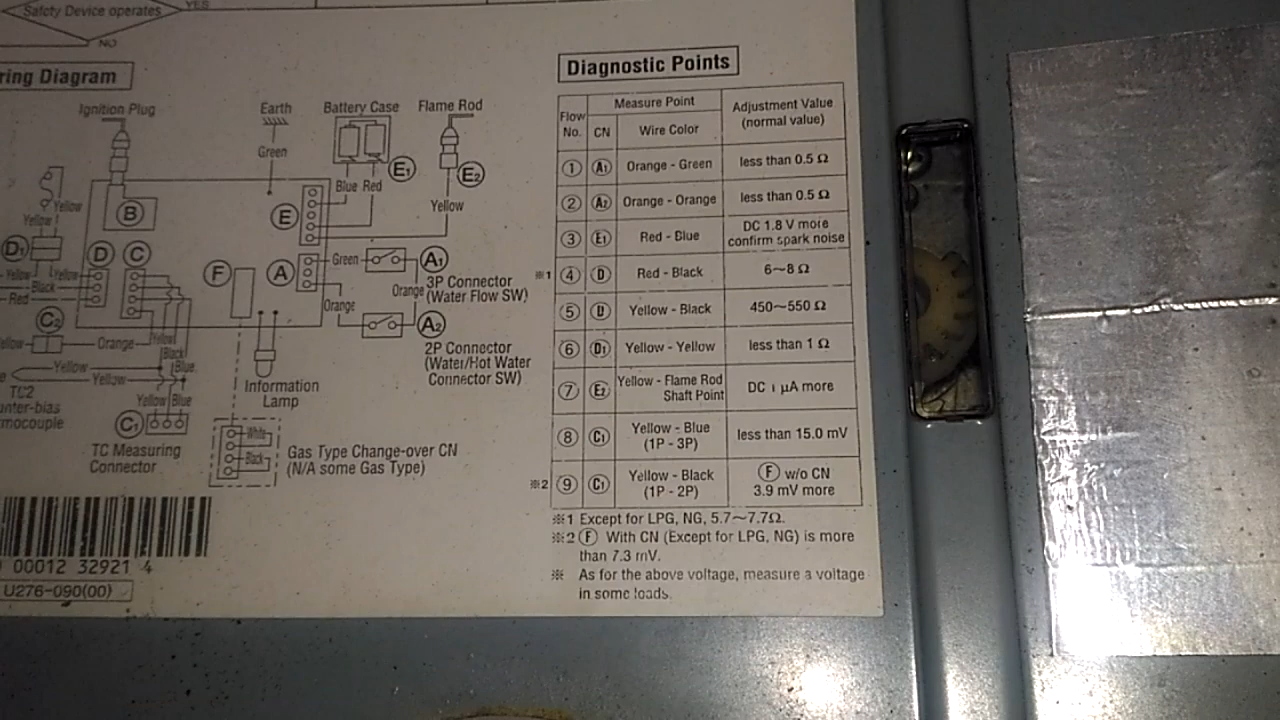 Safety Device operates
YES
NO
ring Diagram
Ignition Plug
Earth
Battery Case
Flame Rod
Green
E1
E2
Blue Red
Yellow
Yellow
Yellow
B
E
D1
D
C
F
A
Green
A1
3P Connector
(Water Flow SW)
Orange
Yellow
Yellow
Yellow
Black
Red
Orange
A2
2P Connector
(Water/Hot Water
Connector SW)
C2
Orange
Yellow
Black
Blue
Yellow
Yellow
TC2
Information
Lamp
Yellow Blue
C1
TC Measuring
Connector
White
Black
Gas Type Change-over CN
(N/A some Gas Type)
00012 32921 4
U276-090(00)
Diagnostic Points
Flow No. Measure Point Adjustment Value (normal value)
CN Wire Color
① A1 Orange - Green less than 0.5 Ω
② A2 Orange - Orange less than 0.5 Ω
③ E1 Red - Blue DC 1.8 V more confirm spark noise
※1 ④ D Red - Black 6~8 Ω
⑤ D Yellow - Black 450~550 Ω
⑥ D1 Yellow - Yellow less than 1 Ω
⑦ E2 Yellow - Flame Rod Shaft Point DC 1 μA more
⑧ C1 Yellow - Blue (1P - 3P) less than 15.0 mV
※2 ⑨ C1 Yellow - Black (1P - 2P) Ⓕ w/o CN 3.9 mV more
※1 Except for LPG, NG, 5.7~7.7Ω.
※2 Ⓕ With CN (Except for LPG, NG) is more
than 7.3 mV.
※ As for the above voltage, measure a voltage
in some loads.